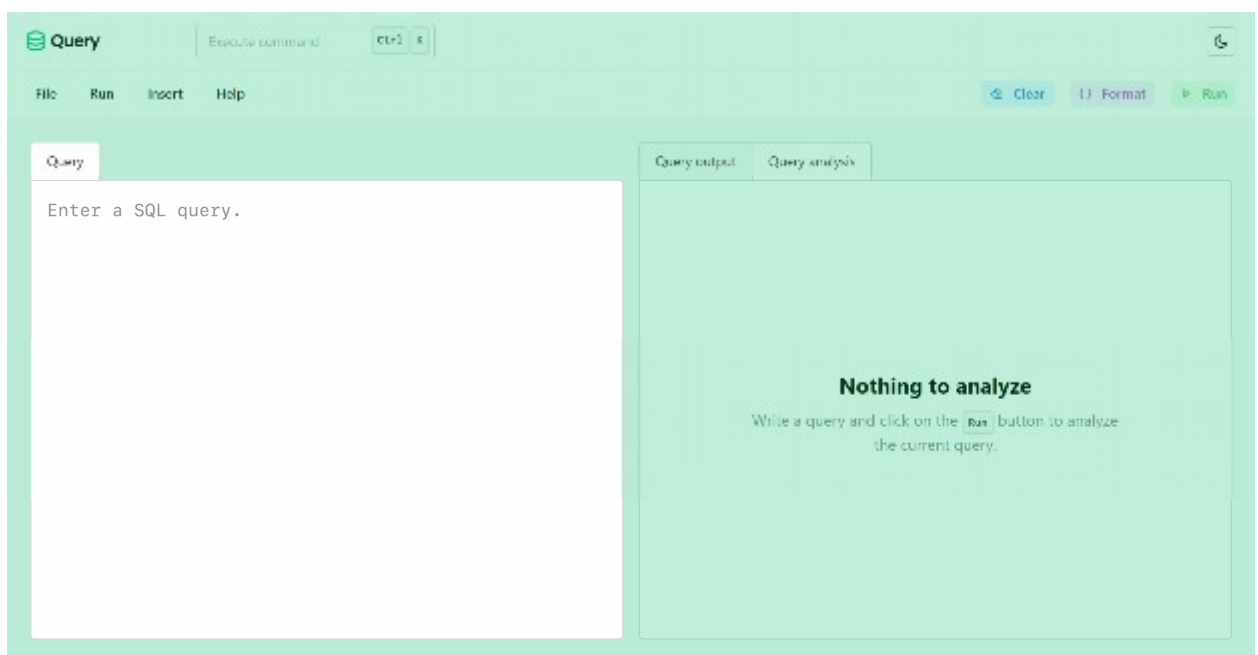 Query
Execute command Ctrl K
File Run Insert Help
Clear {} Format Run
Query
Query output Query analysis
Enter a SQL query.
Nothing to analyze
Write a query and click on the Run button to analyze
the current query.